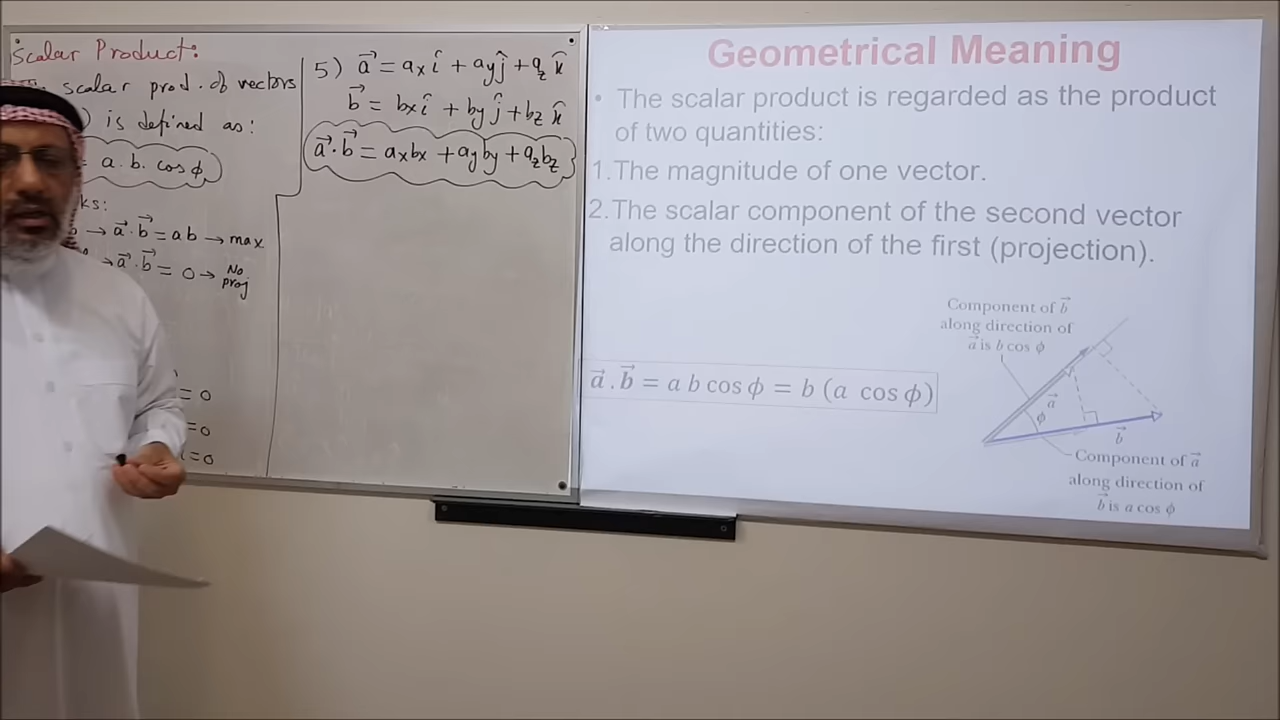 Scalar Product:
scalar prod. of vectors
) is defined as:
= a.b. cos ϕ
ks:
b → a⃗·b⃗ = ab → max
→ a⃗·b⃗ = 0 → No proj
= 0
= 0
= 0
5) a⃗ = aₓ î + a_y ĵ + a_z k̂
b⃗ = bₓ î + b_y ĵ + b_z k̂
a⃗·b⃗ = aₓbₓ + a_y b_y + a_z b_z
Geometrical Meaning
• The scalar product is regarded as the product
of two quantities:
1.The magnitude of one vector.
2.The scalar component of the second vector
along the direction of the first (projection).
a⃗ . b⃗ = a b cos ϕ = b (a cos ϕ)
Component of b⃗
along direction of
a⃗ is b cos ϕ
a⃗
ϕ
b⃗
Component of a⃗
along direction of
b⃗ is a cos ϕ